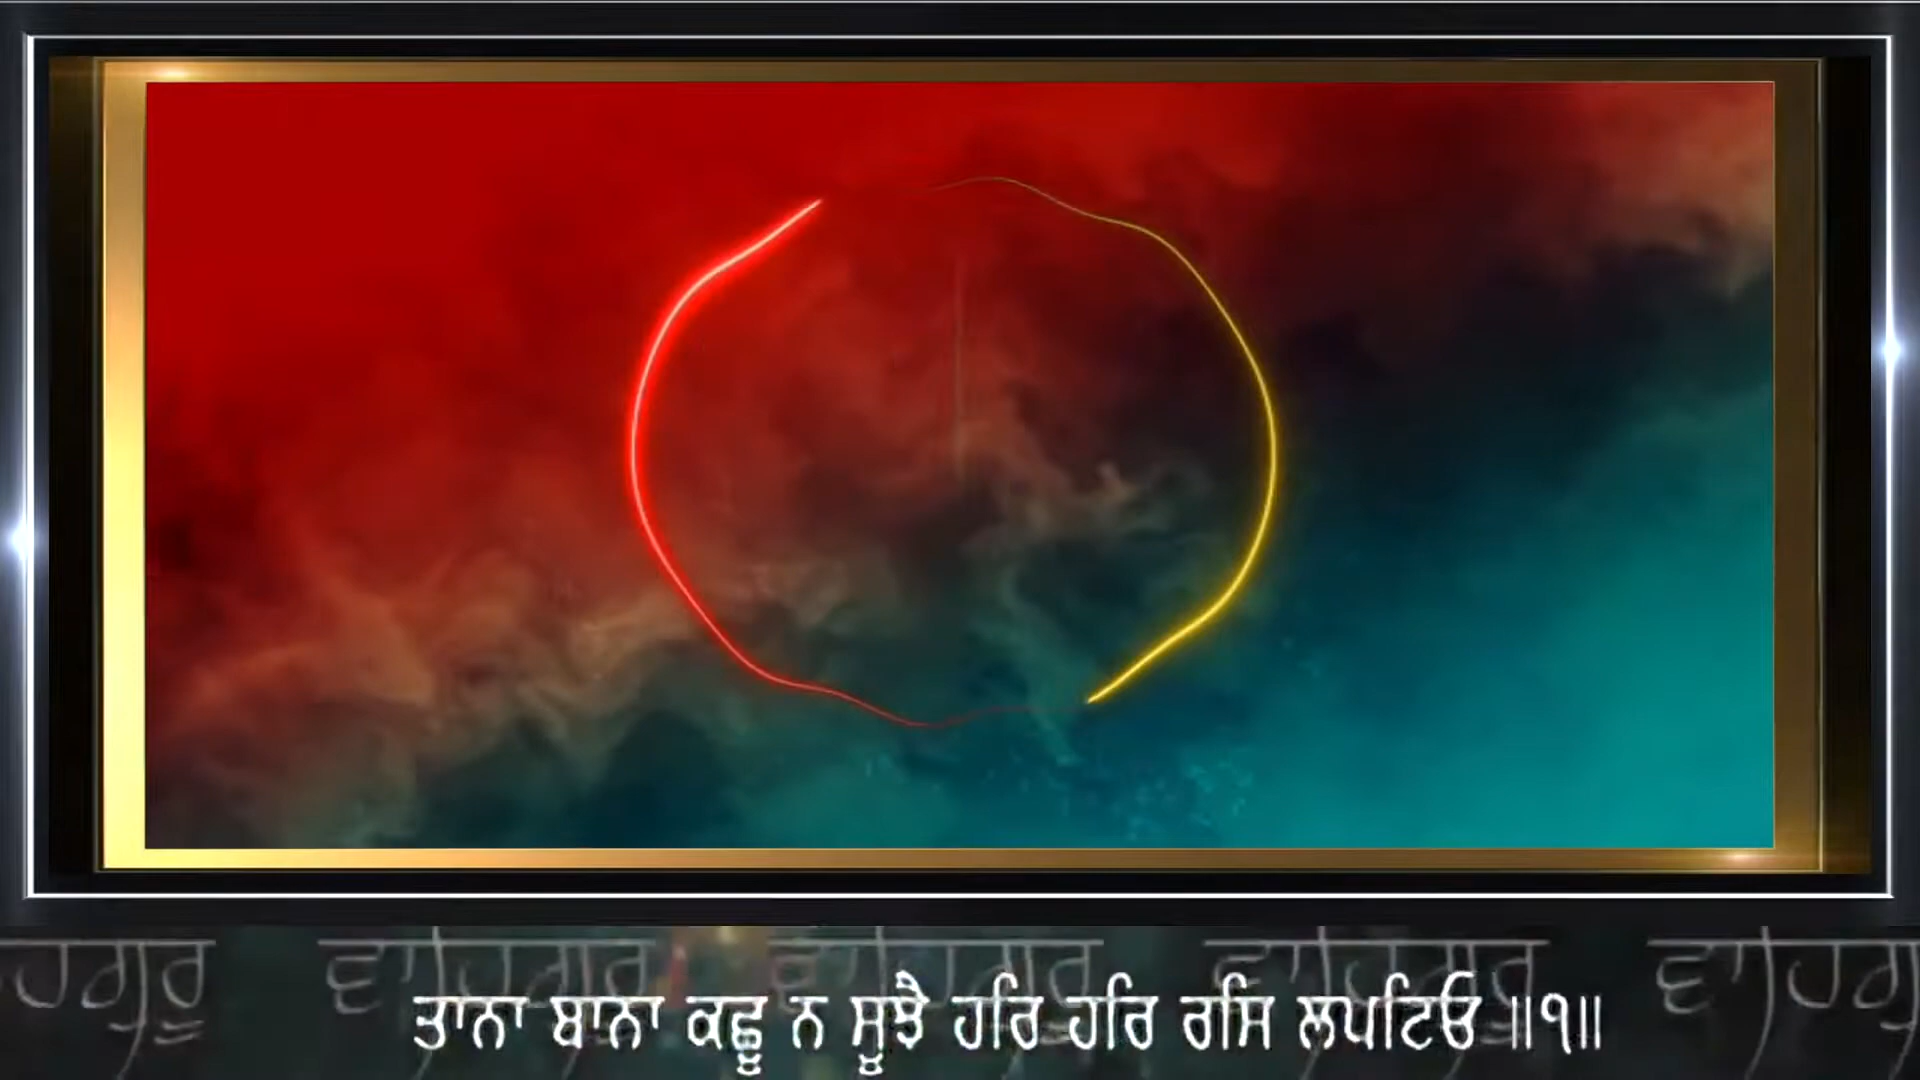 ਵਾਹਿਗੁਰੂ ਵਾਹਿਗੁਰੂ ਵਾਹਿਗੁਰੂ
ਤਾਨਾ ਬਾਨਾ ਕਛੂ ਨ ਸੂਝੈ ਹਰਿ ਹਰਿ ਰਸਿ ਲਪਟਿਓ ॥੧॥